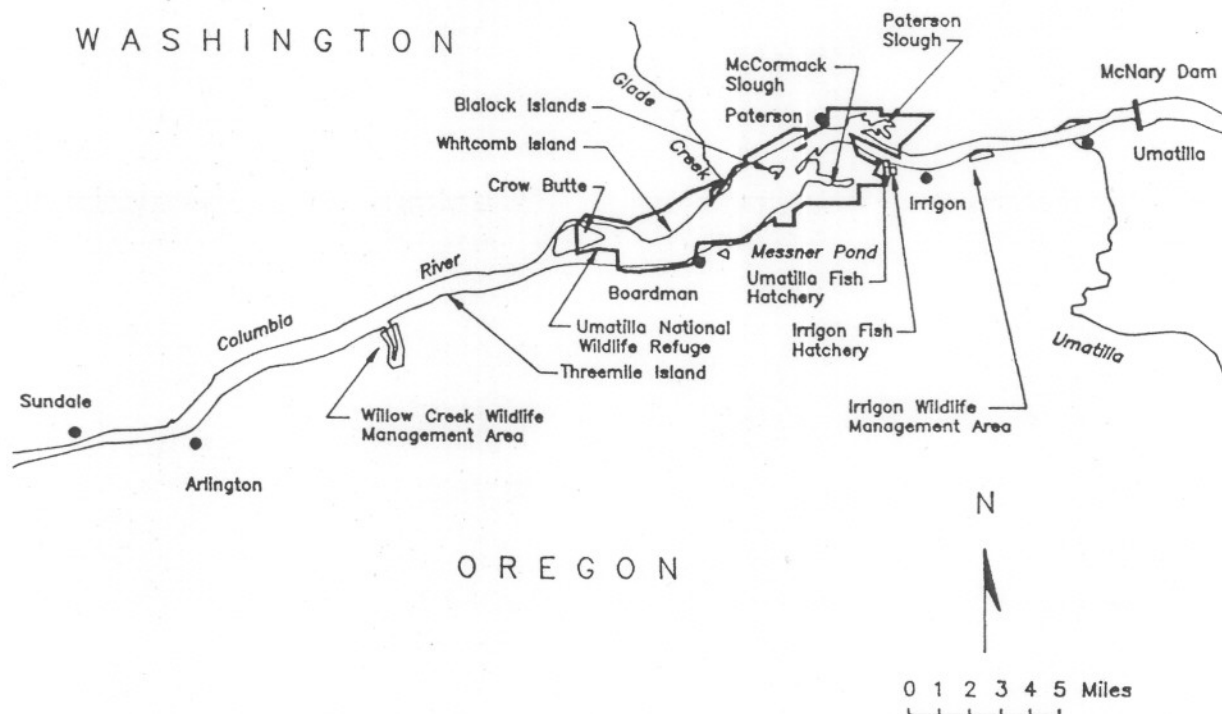 WASHINGTON
Paterson
Slough
McCormack
Slough
McNary Dam
Glade
Creek
Blalock Islands
Paterson
Whitcomb Island
Umatilla
Crow Butte
Irrigon
River
Messner Pond
Umatilla Fish
Hatchery
Boardman
Columbia
Umatilla National
Wildlife Refuge
Irrigon Fish
Hatchery
Umatilla
Threemile Island
Sundale
Willow Creek Wildlife
Management Area
Irrigon Wildlife
Management Area
Arlington
N
OREGON
0 1 2 3 4 5 Miles